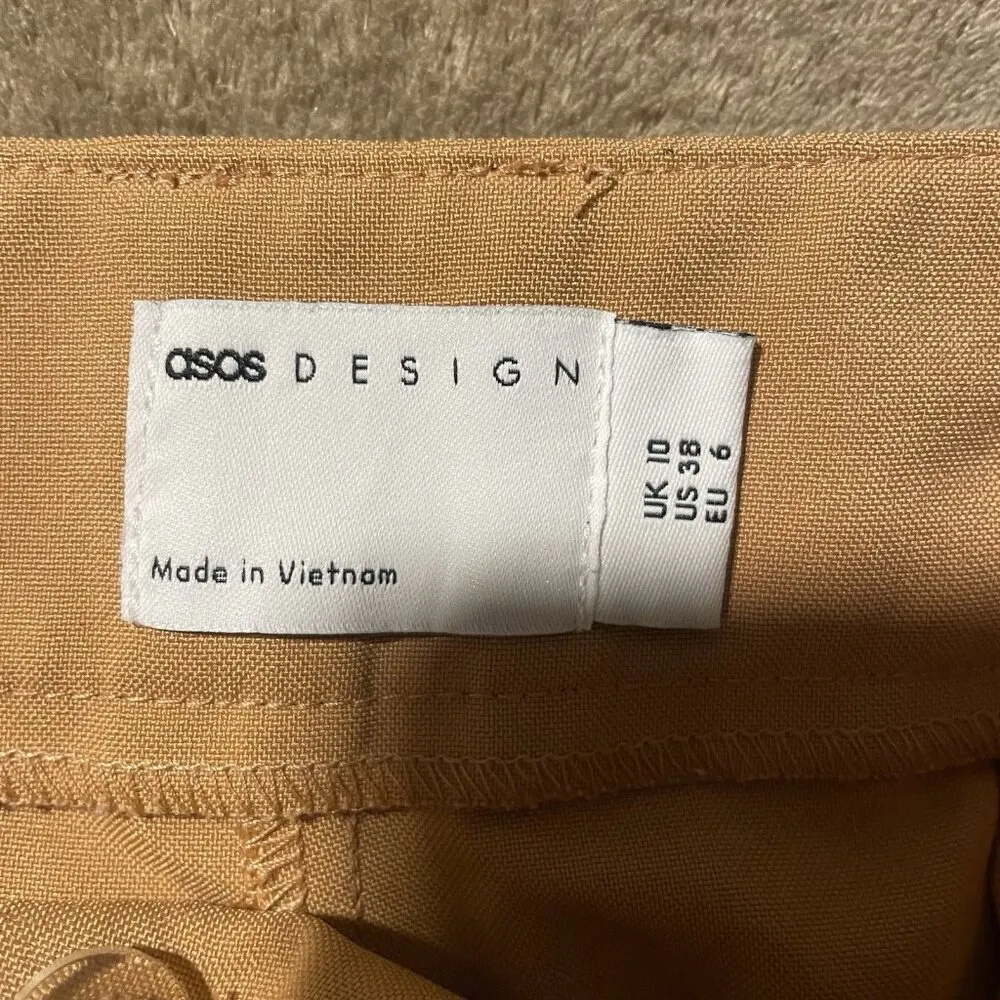 asos DESIGN
Made in Vietnam
UK 10
US 38
EU 6